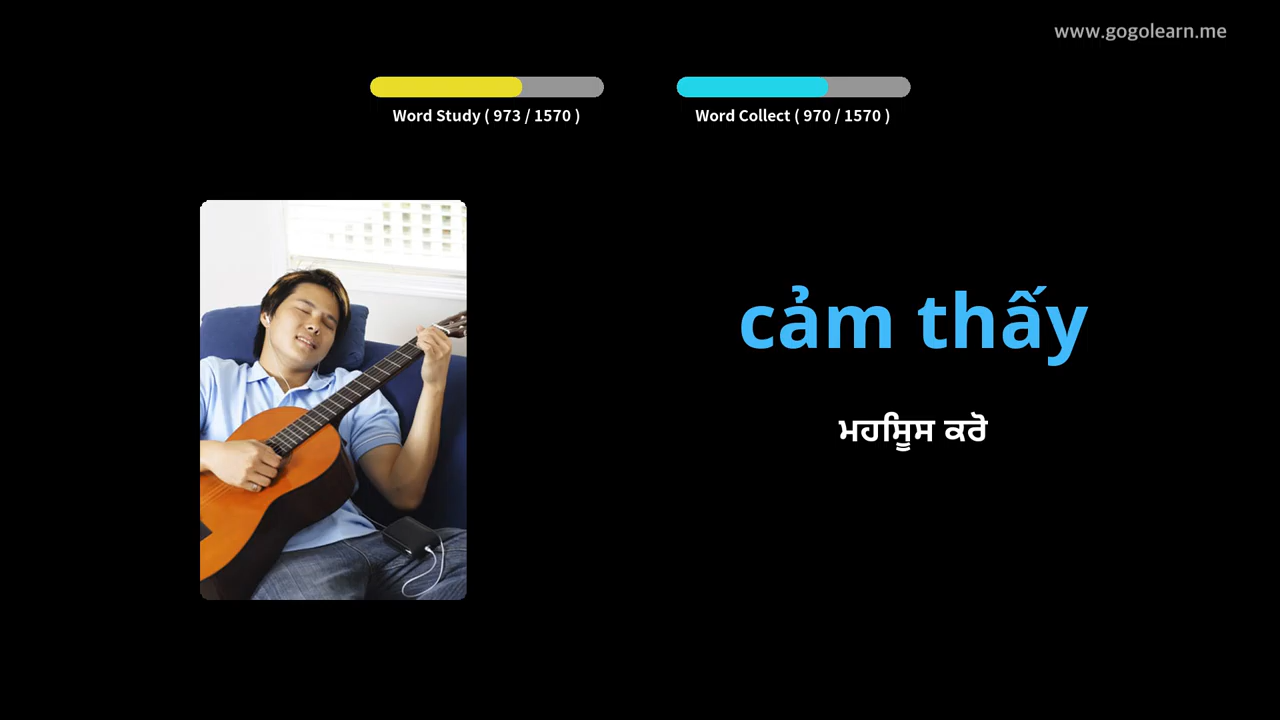 www.gogolearn.me
Word Study ( 973 / 1570 )
Word Collect ( 970 / 1570 )
cảm thấy
ਮਹਸਿੂਸ ਕਰੋ